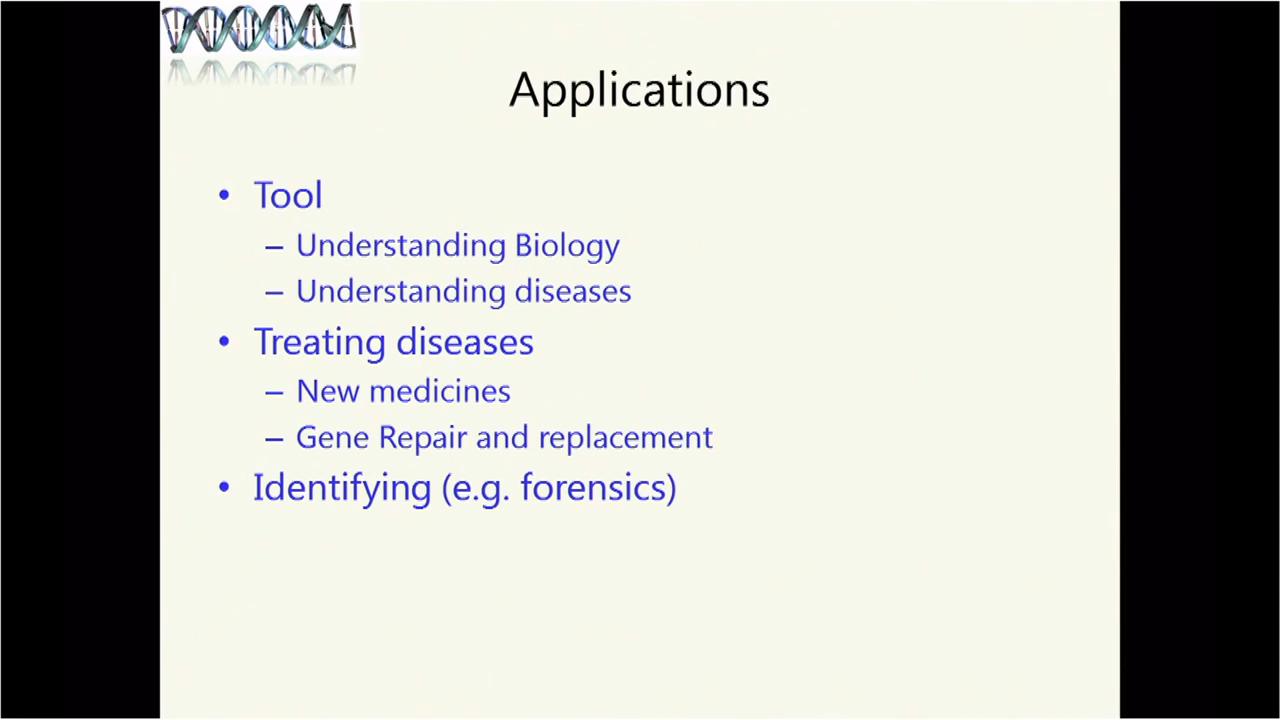 Applications
• Tool
– Understanding Biology
– Understanding diseases
• Treating diseases
– New medicines
– Gene Repair and replacement
• Identifying (e.g. forensics)